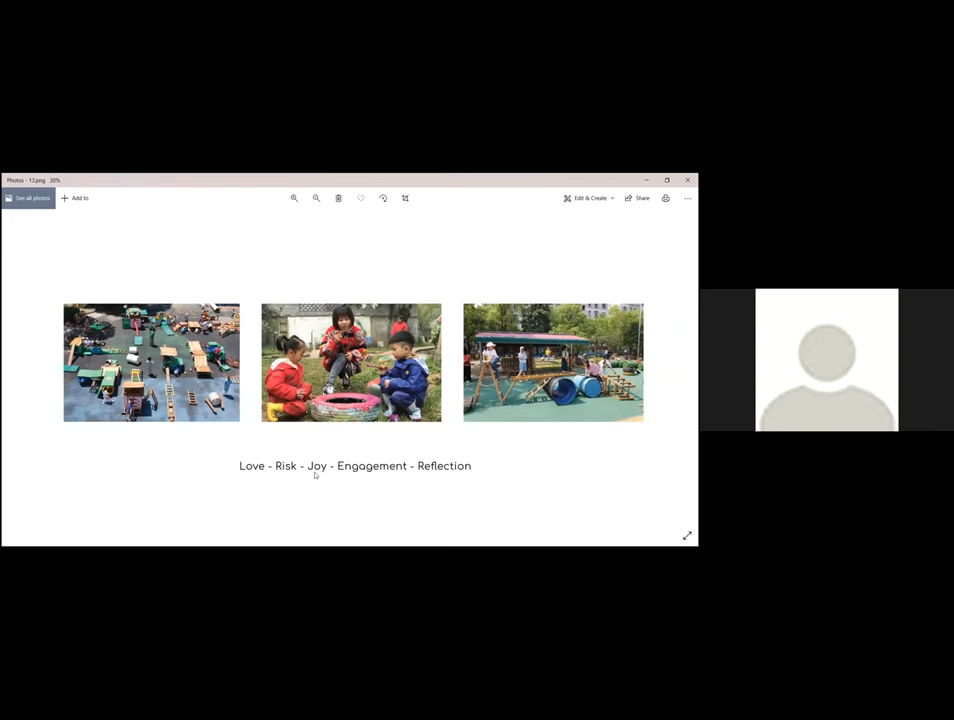 Photos - 13.png 30%
See all photos
Add to
Edit & Create
Share
Love - Risk - Joy - Engagement - Reflection